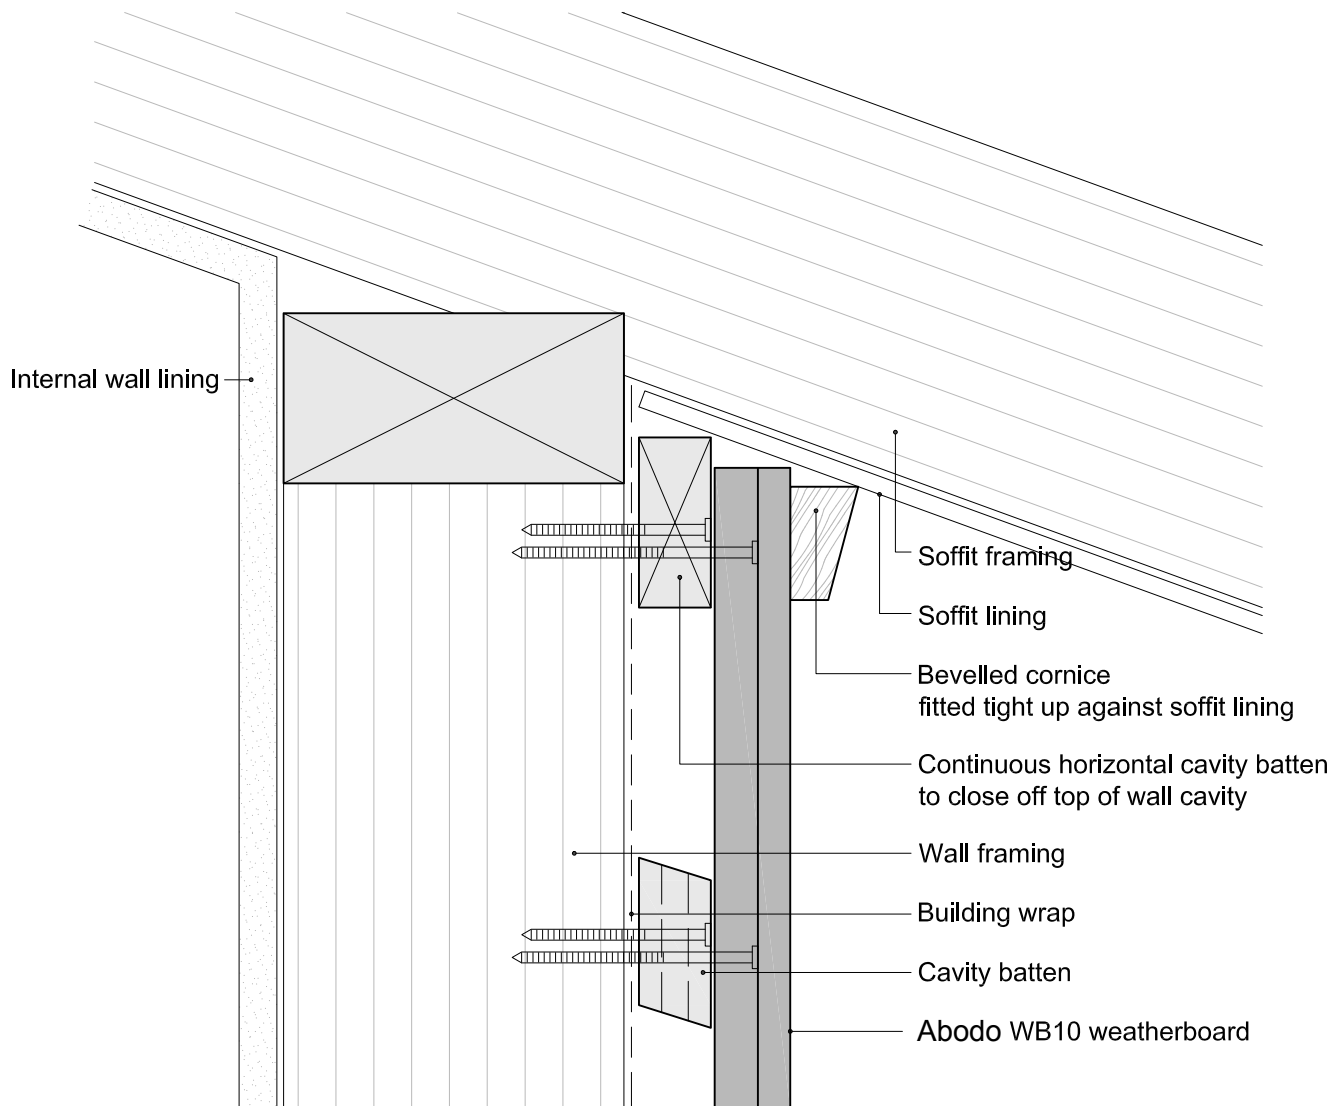 Internal wall lining
Soffit framing
Soffit lining
Bevelled cornice
fitted tight up against soffit lining
Continuous horizontal cavity batten
to close off top of wall cavity
Wall framing
Building wrap
Cavity batten
Abodo WB10 weatherboard